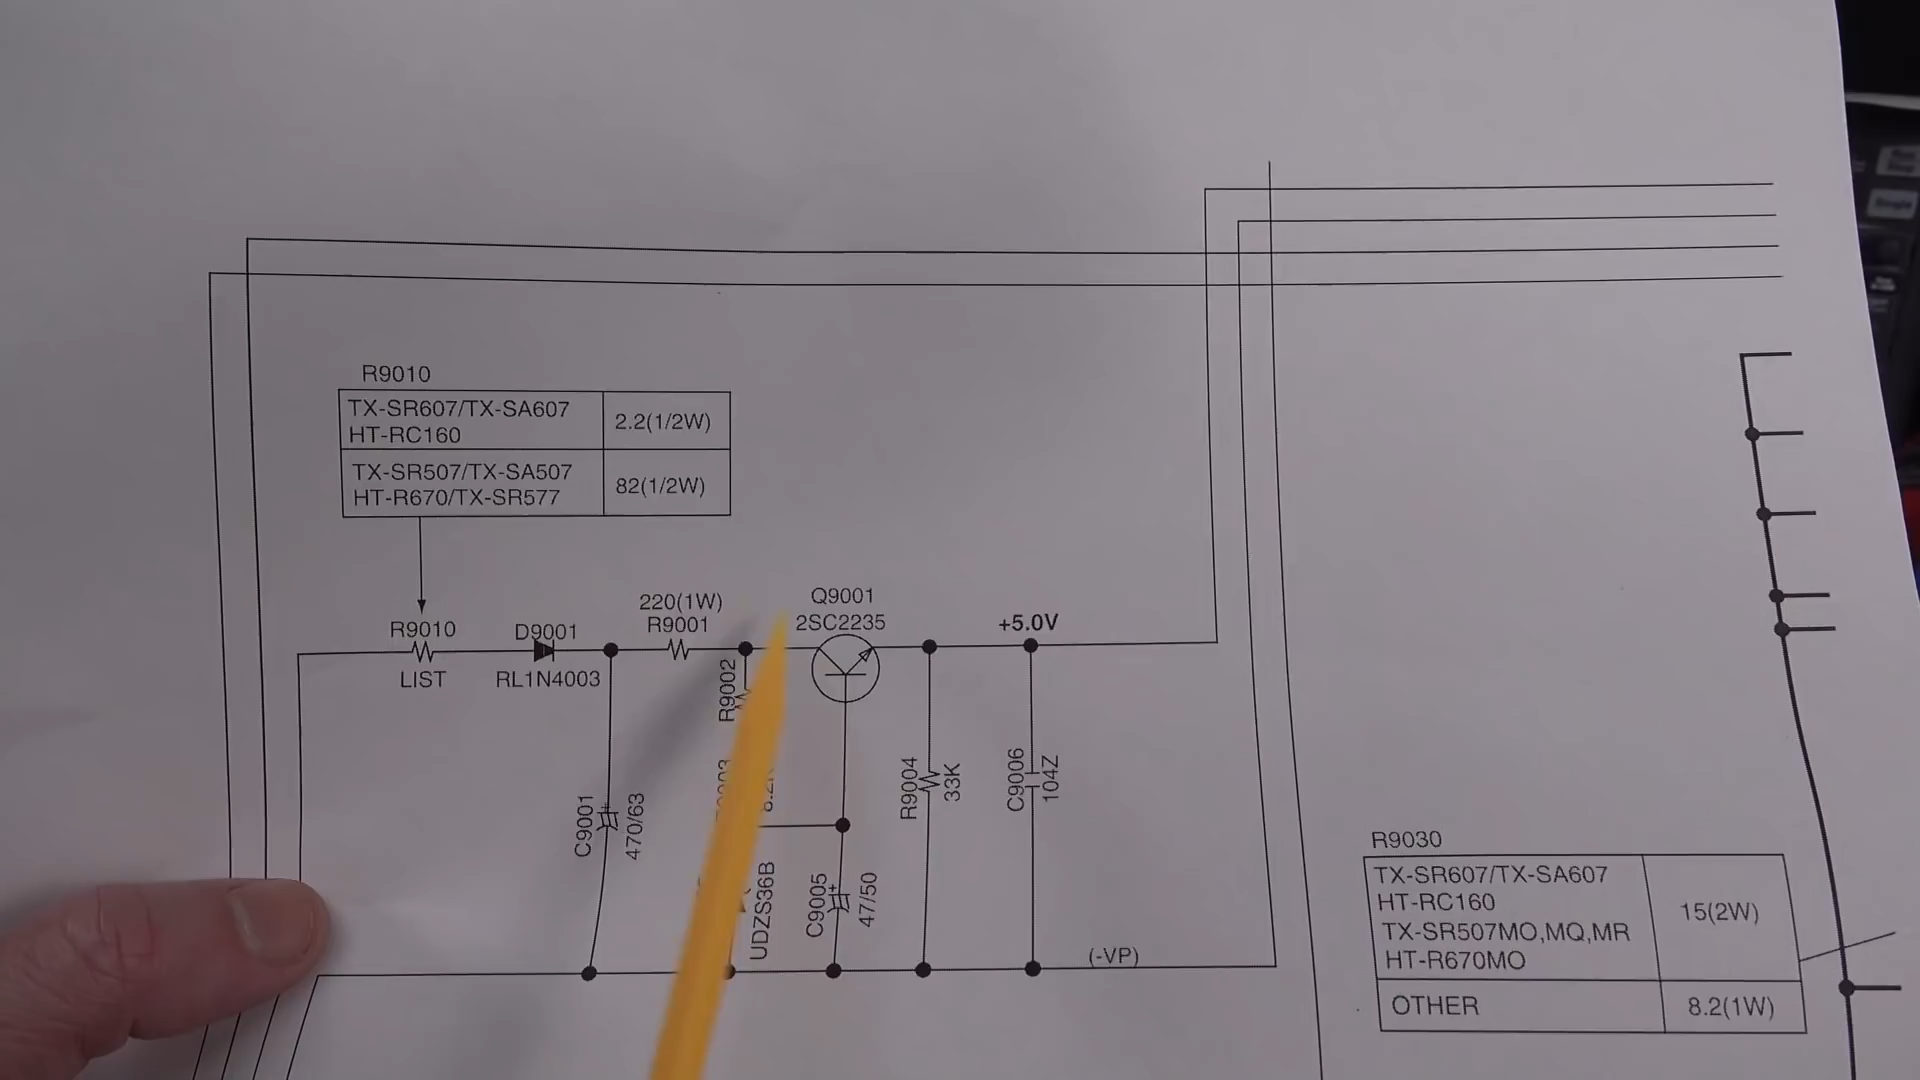 R9010
TX-SR607/TX-SA607
HT-RC160
2.2(1/2W)
TX-SR507/TX-SA507
HT-R670/TX-SR577
82(1/2W)
R9010
LIST
D9001
RL1N4003
220(1W)
R9001
R9002
Q9001
2SC2235
+5.0V
C9001
470/63
UDZS36B
C9005
47/50
R9004
33K
C9006
104Z
(-VP)
R9030
TX-SR607/TX-SA607
HT-RC160
TX-SR507MO,MQ,MR
HT-R670MO
15(2W)
OTHER
8.2(1W)